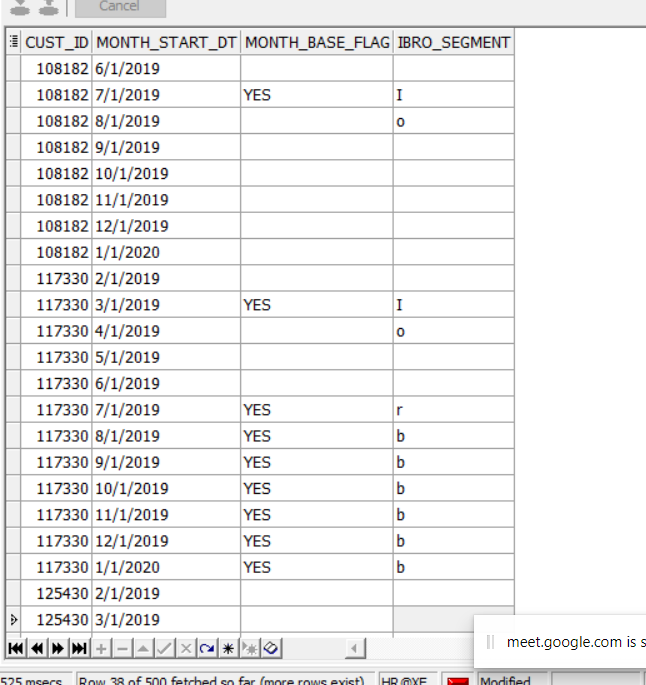 Cancel
CUST_ID MONTH_START_DT MONTH_BASE_FLAG IBRO_SEGMENT
108182 6/1/2019
108182 7/1/2019 YES I
108182 8/1/2019 o
108182 9/1/2019
108182 10/1/2019
108182 11/1/2019
108182 12/1/2019
108182 1/1/2020
117330 2/1/2019
117330 3/1/2019 YES I
117330 4/1/2019 o
117330 5/1/2019
117330 6/1/2019
117330 7/1/2019 YES r
117330 8/1/2019 YES b
117330 9/1/2019 YES b
117330 10/1/2019 YES b
117330 11/1/2019 YES b
117330 12/1/2019 YES b
117330 1/1/2020 YES b
125430 2/1/2019
125430 3/1/2019
meet.google.com is s
525 msecs Row 38 of 500 fetched so far (more rows exist) HR@XE Modified